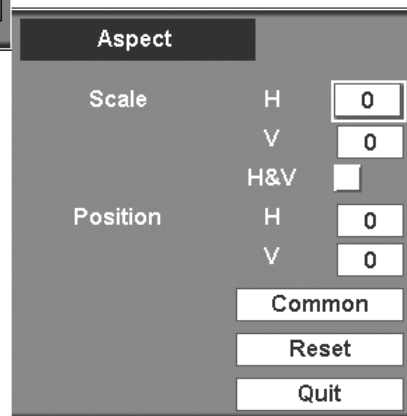 Aspect
Scale H 0
V 0
H&V
Position H 0
V 0
Common
Reset
Quit